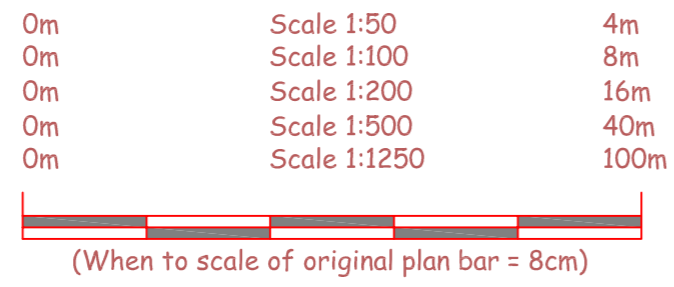 0m Scale 1:50 4m
0m Scale 1:100 8m
0m Scale 1:200 16m
0m Scale 1:500 40m
0m Scale 1:1250 100m
(When to scale of original plan bar = 8cm)